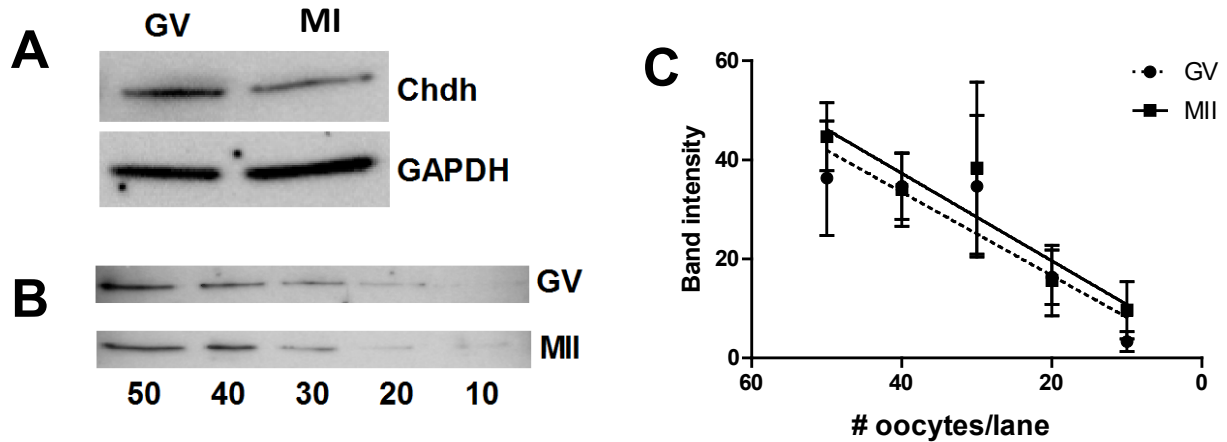 A
GV MI
Chdh
GAPDH
B
GV
MII
50 40 30 20 10
C
GV
MII
Band intensity
60
40
20
0
60 40 20 0
# oocytes/lane